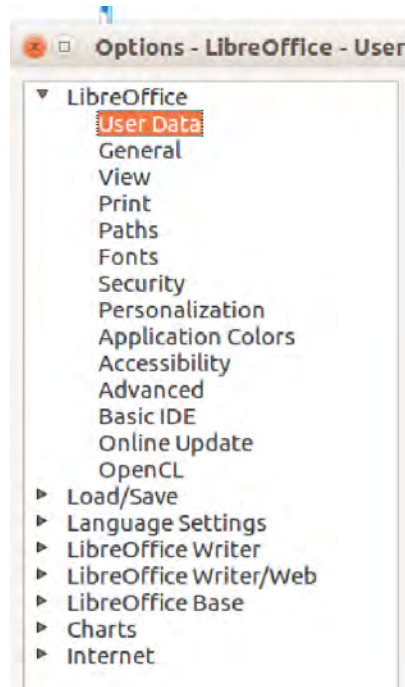 Options - LibreOffice - User
LibreOffice
User Data
General
View
Print
Paths
Fonts
Security
Personalization
Application Colors
Accessibility
Advanced
Basic IDE
Online Update
OpenCL
Load/Save
Language Settings
LibreOffice Writer
LibreOffice Writer/Web
LibreOffice Base
Charts
Internet